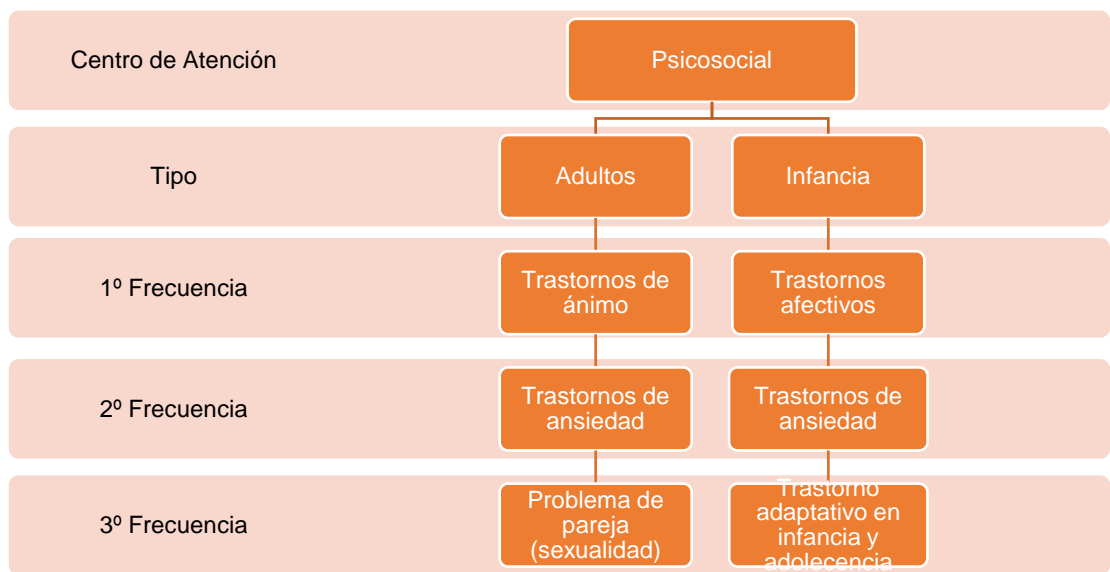 Centro de Atención
Psicosocial
Tipo
Adultos
Infancia
1º Frecuencia
Trastornos de
ánimo
Trastornos
afectivos
2º Frecuencia
Trastornos de
ansiedad
Trastornos de
ansiedad
3º Frecuencia
Problema de
pareja
(sexualidad)
Trastorno
adaptativo en
infancia y
adolecencia